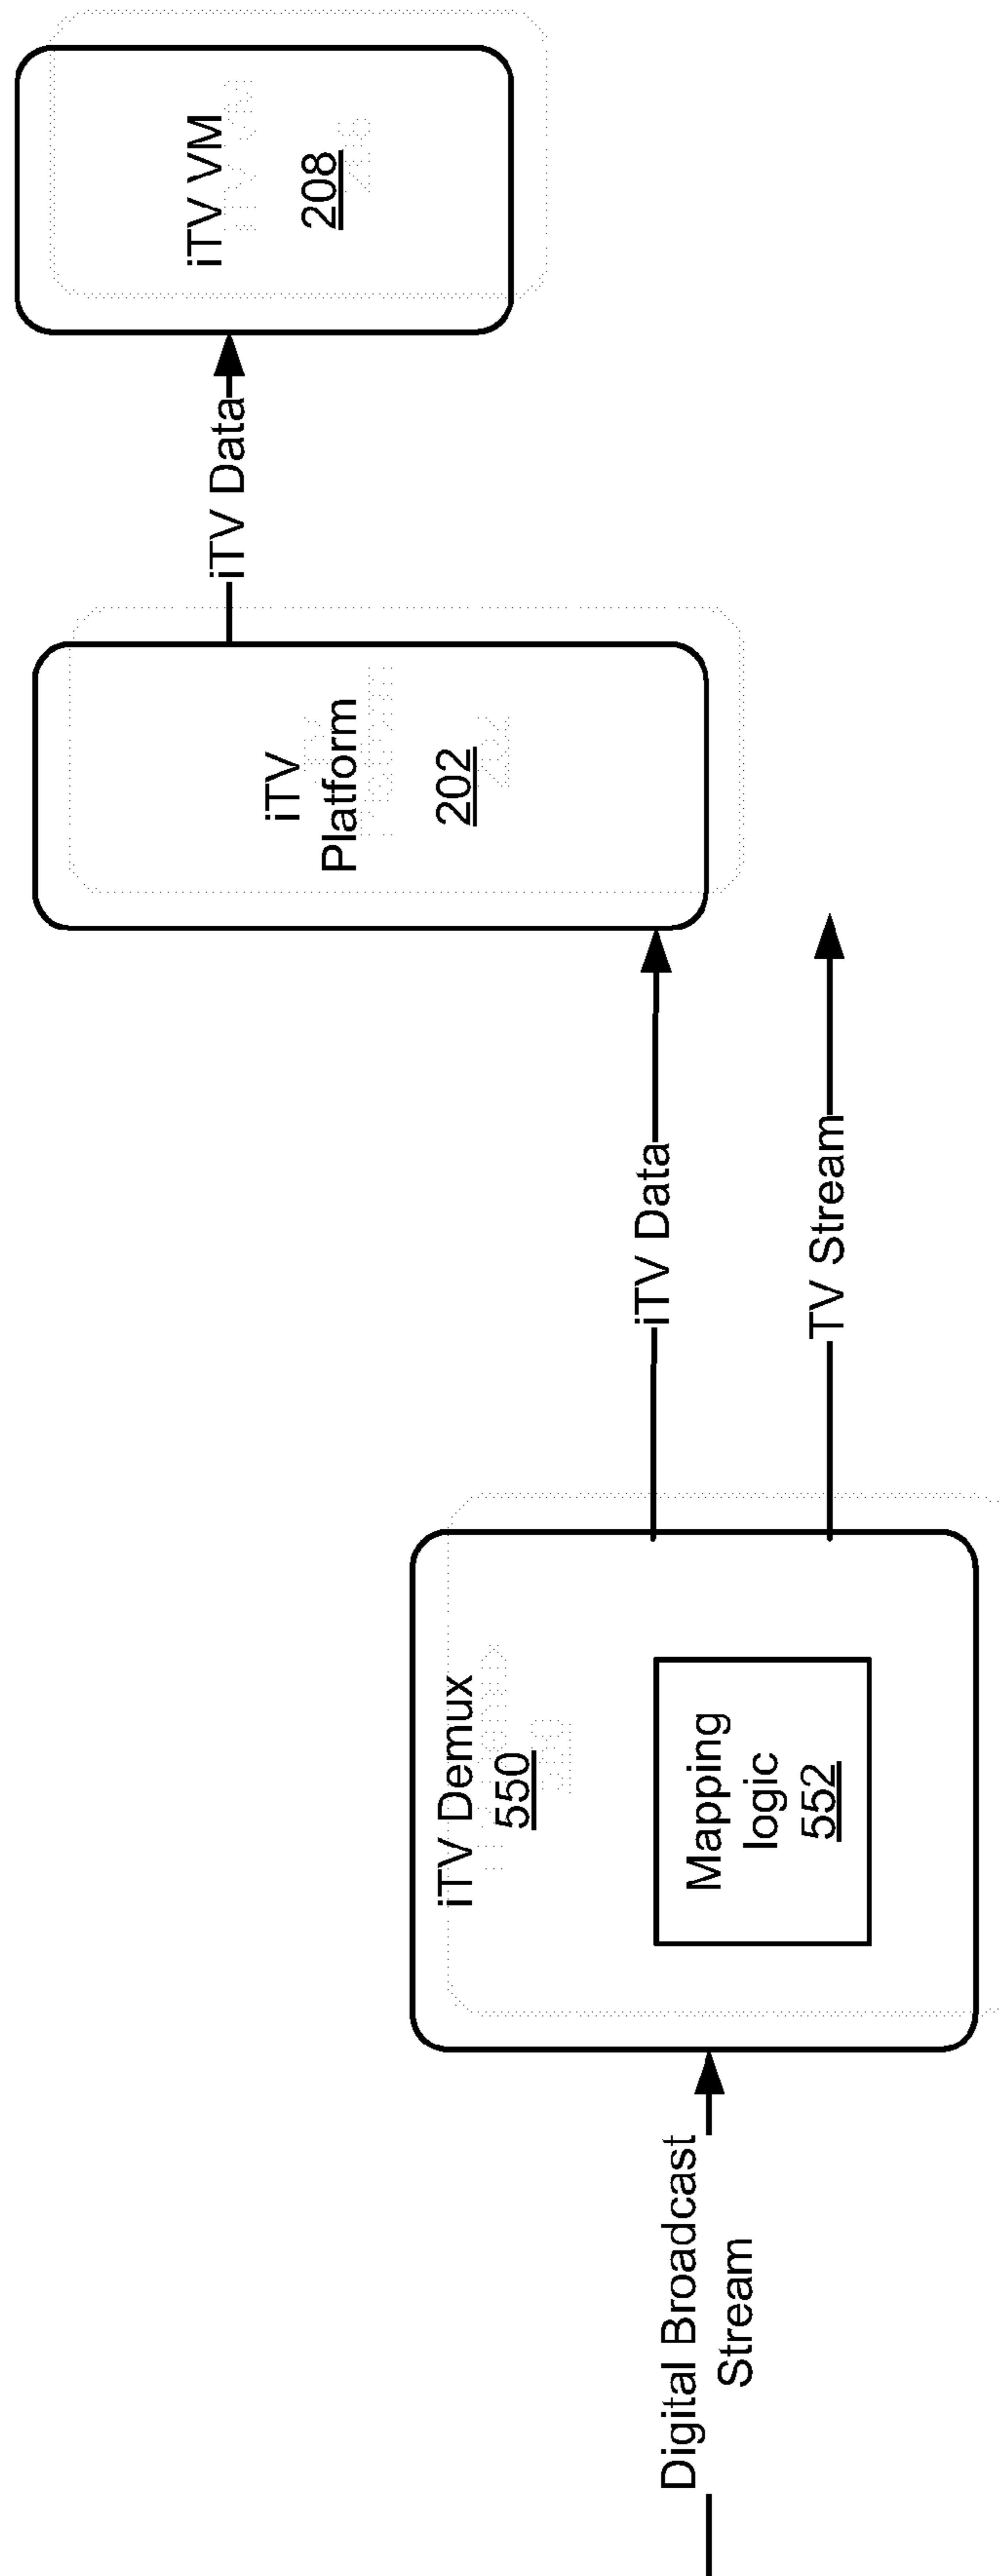 Digital Broadcast
Stream
iTV Demux
550
Mapping
logic
552
iTV Data
TV Stream
iTV
Platform
202
iTV Data
iTV VM
208